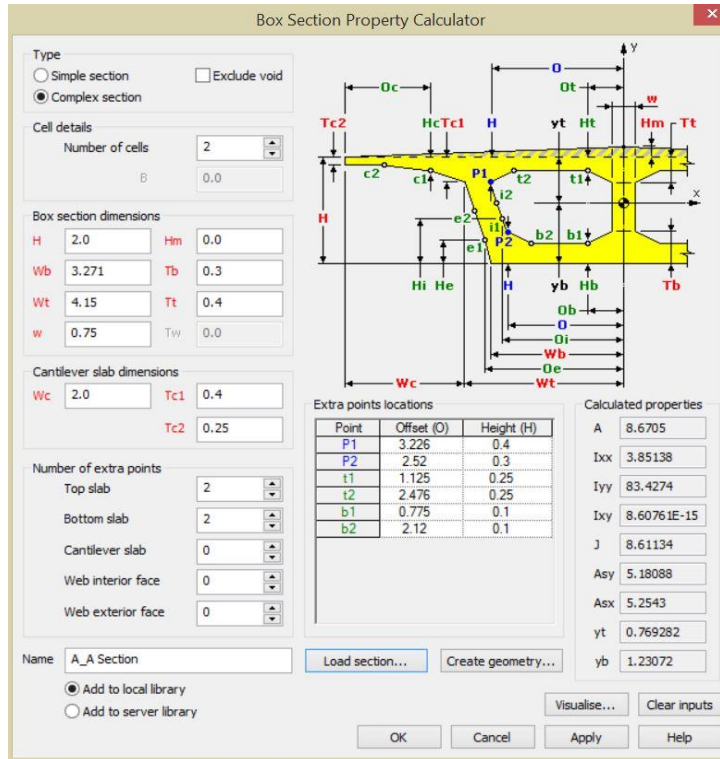 Box Section Property Calculator
Type
Simple section
Exclude void
Complex section
Cell details
Number of cells 2
B 0.0
Box section dimensions
H 2.0 Hm 0.0
Wb 3.271 Tb 0.3
Wt 4.15 Tt 0.4
w 0.75 Tw 0.0
Cantilever slab dimensions
Wc 2.0 Tc1 0.4
Tc2 0.25
Number of extra points
Top slab 2
Bottom slab 2
Cantilever slab 0
Web interior face 0
Web exterior face 0
y
O
Oc Ot w
Tc2 Hc Tc1 H yt Ht Hm Tt
P1 t2 t1
c2 c1 i2 x
H e2 i1
P2 b2 b1
e1
Hi He H yb Hb Tb
Ob
O
Oi
Wb
Oe
Wc Wt
Extra points locations
Point Offset (O) Height (H)
P1 3.226 0.4
P2 2.52 0.3
t1 1.125 0.25
t2 2.476 0.25
b1 0.775 0.1
b2 2.12 0.1
Calculated properties
A 8.6705
Ixx 3.85138
Iyy 83.4274
Ixy 8.60761E-15
J 8.61134
Asy 5.18088
Asx 5.2543
yt 0.769282
yb 1.23072
Name A_A Section
Load section...
Create geometry...
Add to local library
Add to server library
Visualise...
Clear inputs
OK
Cancel
Apply
Help